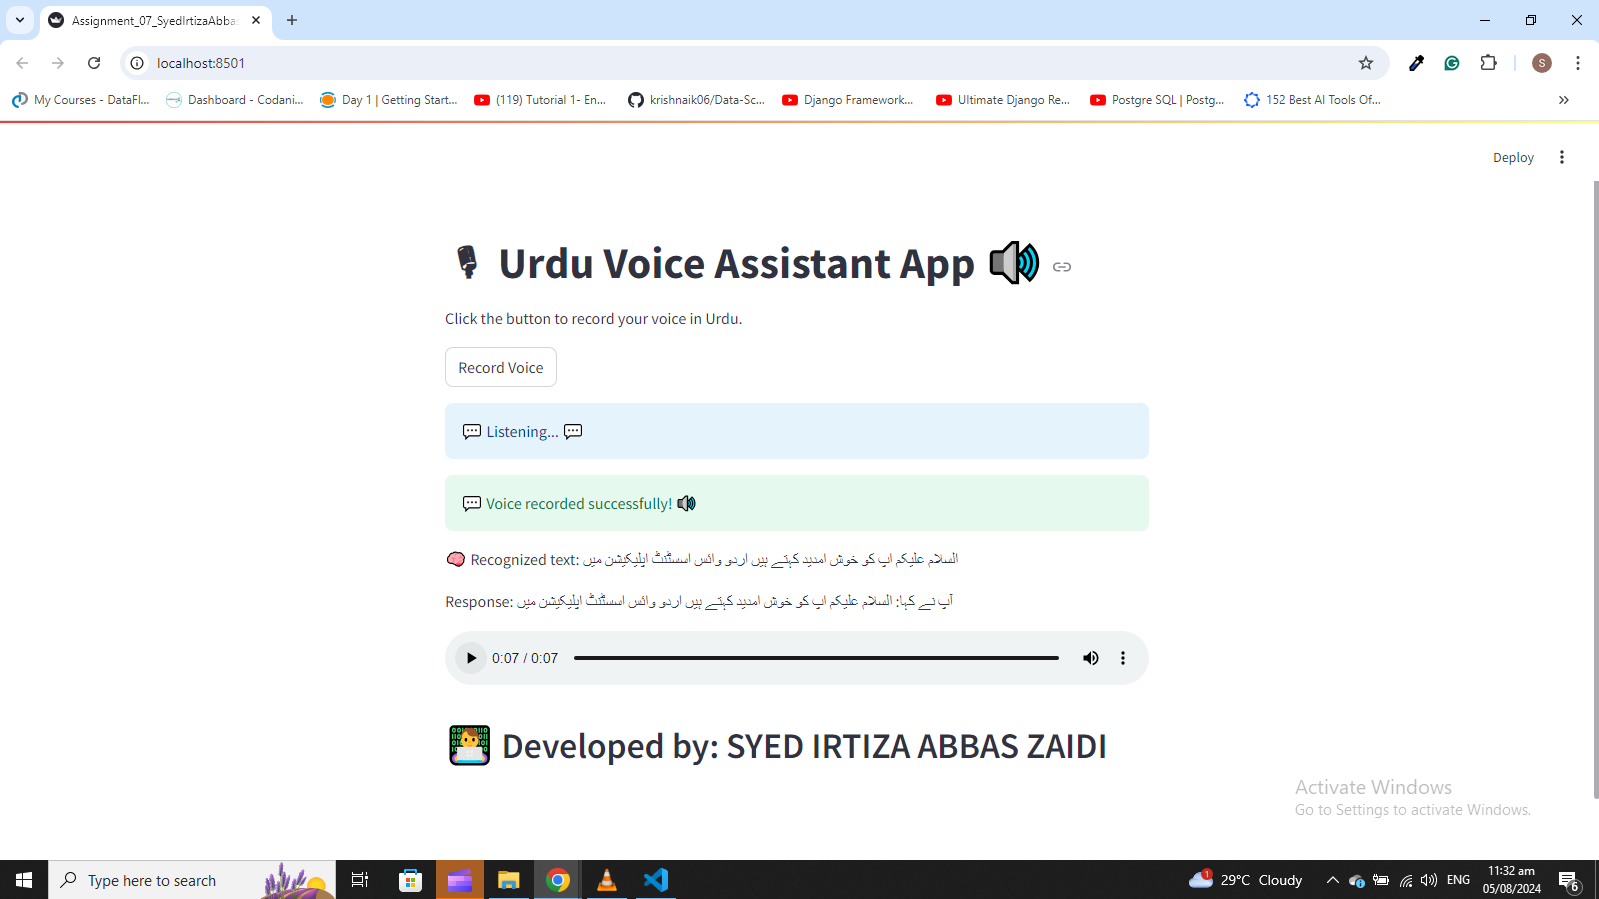 Assignment_07_SyedIrtizaAbbas
localhost:8501
My Courses - DataFl...
Dashboard - Codani...
Day 1 | Getting Start...
(119) Tutorial 1- En...
krishnaik06/Data-Sc...
Django Framework...
Ultimate Django Re...
Postgre SQL | Postg...
152 Best AI Tools Of...
Deploy
Urdu Voice Assistant App
Click the button to record your voice in Urdu.
Record Voice
Listening...
Voice recorded successfully!
Recognized text: السلام علیکم اپ کو خوش امدید کہتے ہیں اردو وائس اسسٹنٹ اپلیکیشن میں
Response: آپ نے کہا: السلام علیکم اپ کو خوش امدید کہتے ہیں اردو وائس اسسٹنٹ اپلیکیشن میں
0:07 / 0:07
Developed by: SYED IRTIZA ABBAS ZAIDI
Activate Windows
Go to Settings to activate Windows.
Type here to search
1
29°C Cloudy
ENG
11:32 am
05/08/2024
6
S